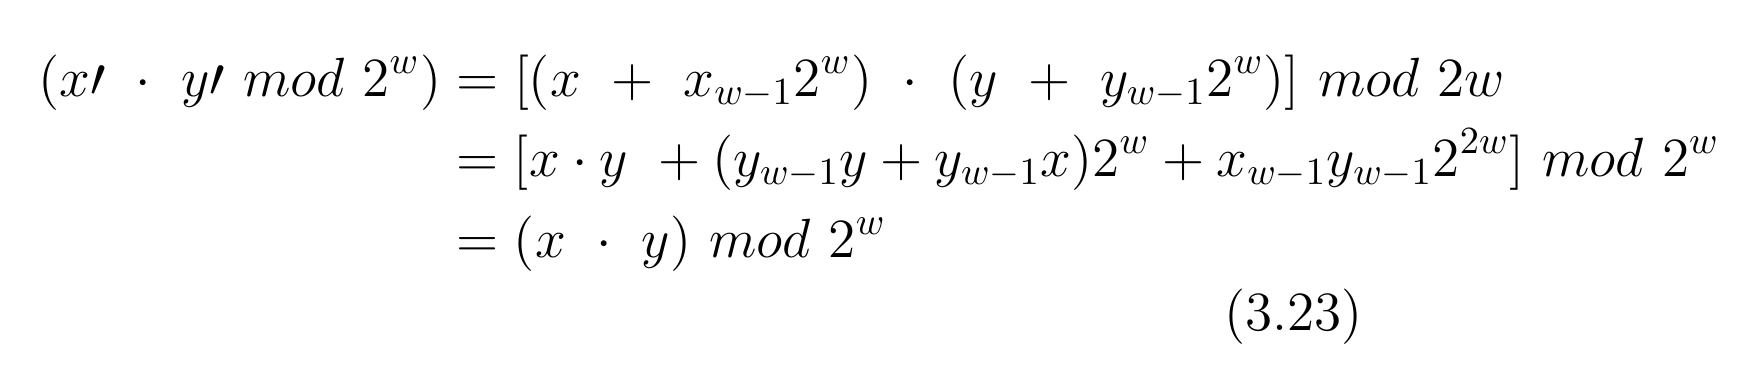 (x′ · y′ mod 2^w) = [(x + x_{w−1}2^w) · (y + y_{w−1}2^w)] mod 2w
= [x · y + (y_{w−1}y + y_{w−1}x)2^w + x_{w−1}y_{w−1}2^{2w}] mod 2^w
= (x · y) mod 2^w
(3.23)